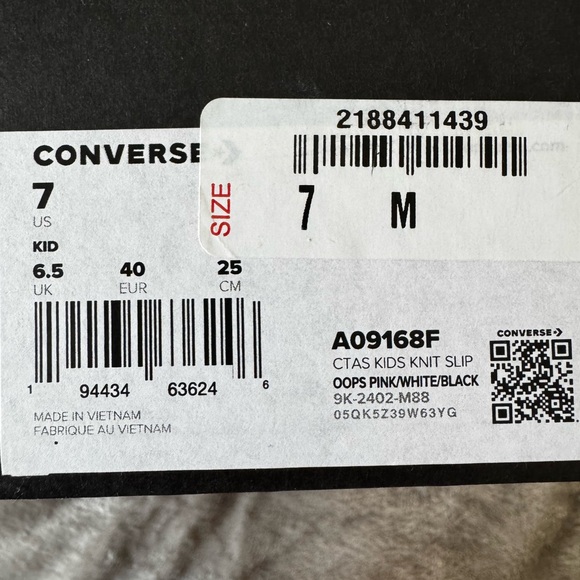 2188411439
CONVERSE
7
US
SIZE
7 M
KID
6.5 40 25
UK EUR CM
1 94434 63624 6
MADE IN VIETNAM
FABRIQUE AU VIETNAM
A09168F
CTAS KIDS KNIT SLIP
OOPS PINK/WHITE/BLACK
9K-2402-M88
05QK5Z39W63YG
CONVERSE